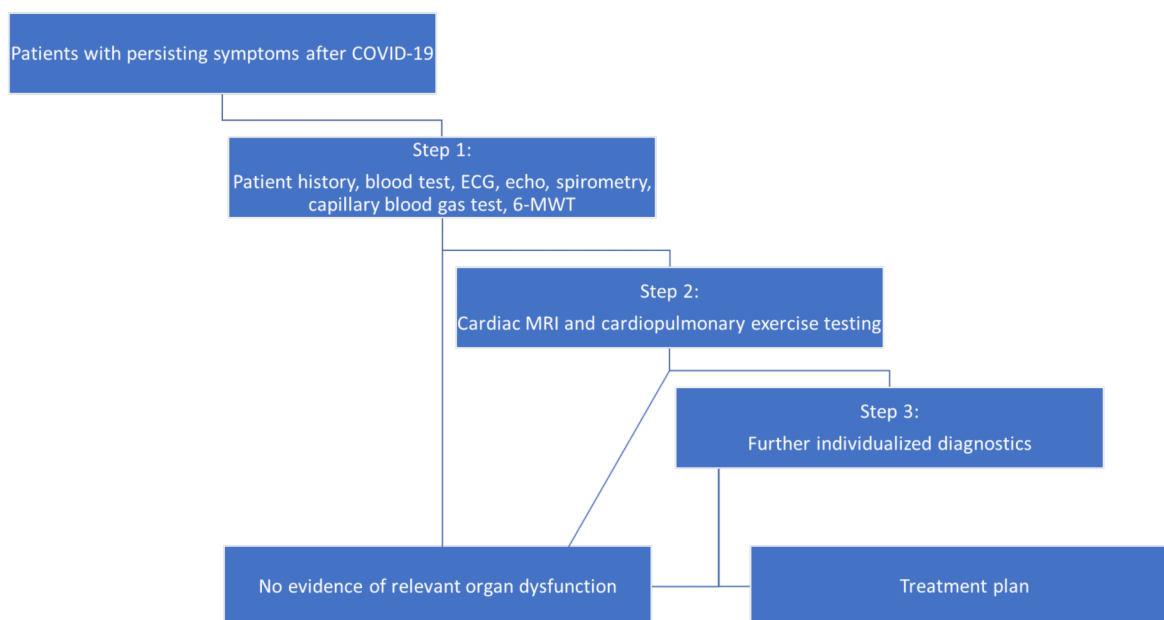 Patients with persisting symptoms after COVID-19
Step 1:
Patient history, blood test, ECG, echo, spirometry,
capillary blood gas test, 6-MWT
Step 2:
Cardiac MRI and cardiopulmonary exercise testing
Step 3:
Further individualized diagnostics
No evidence of relevant organ dysfunction
Treatment plan